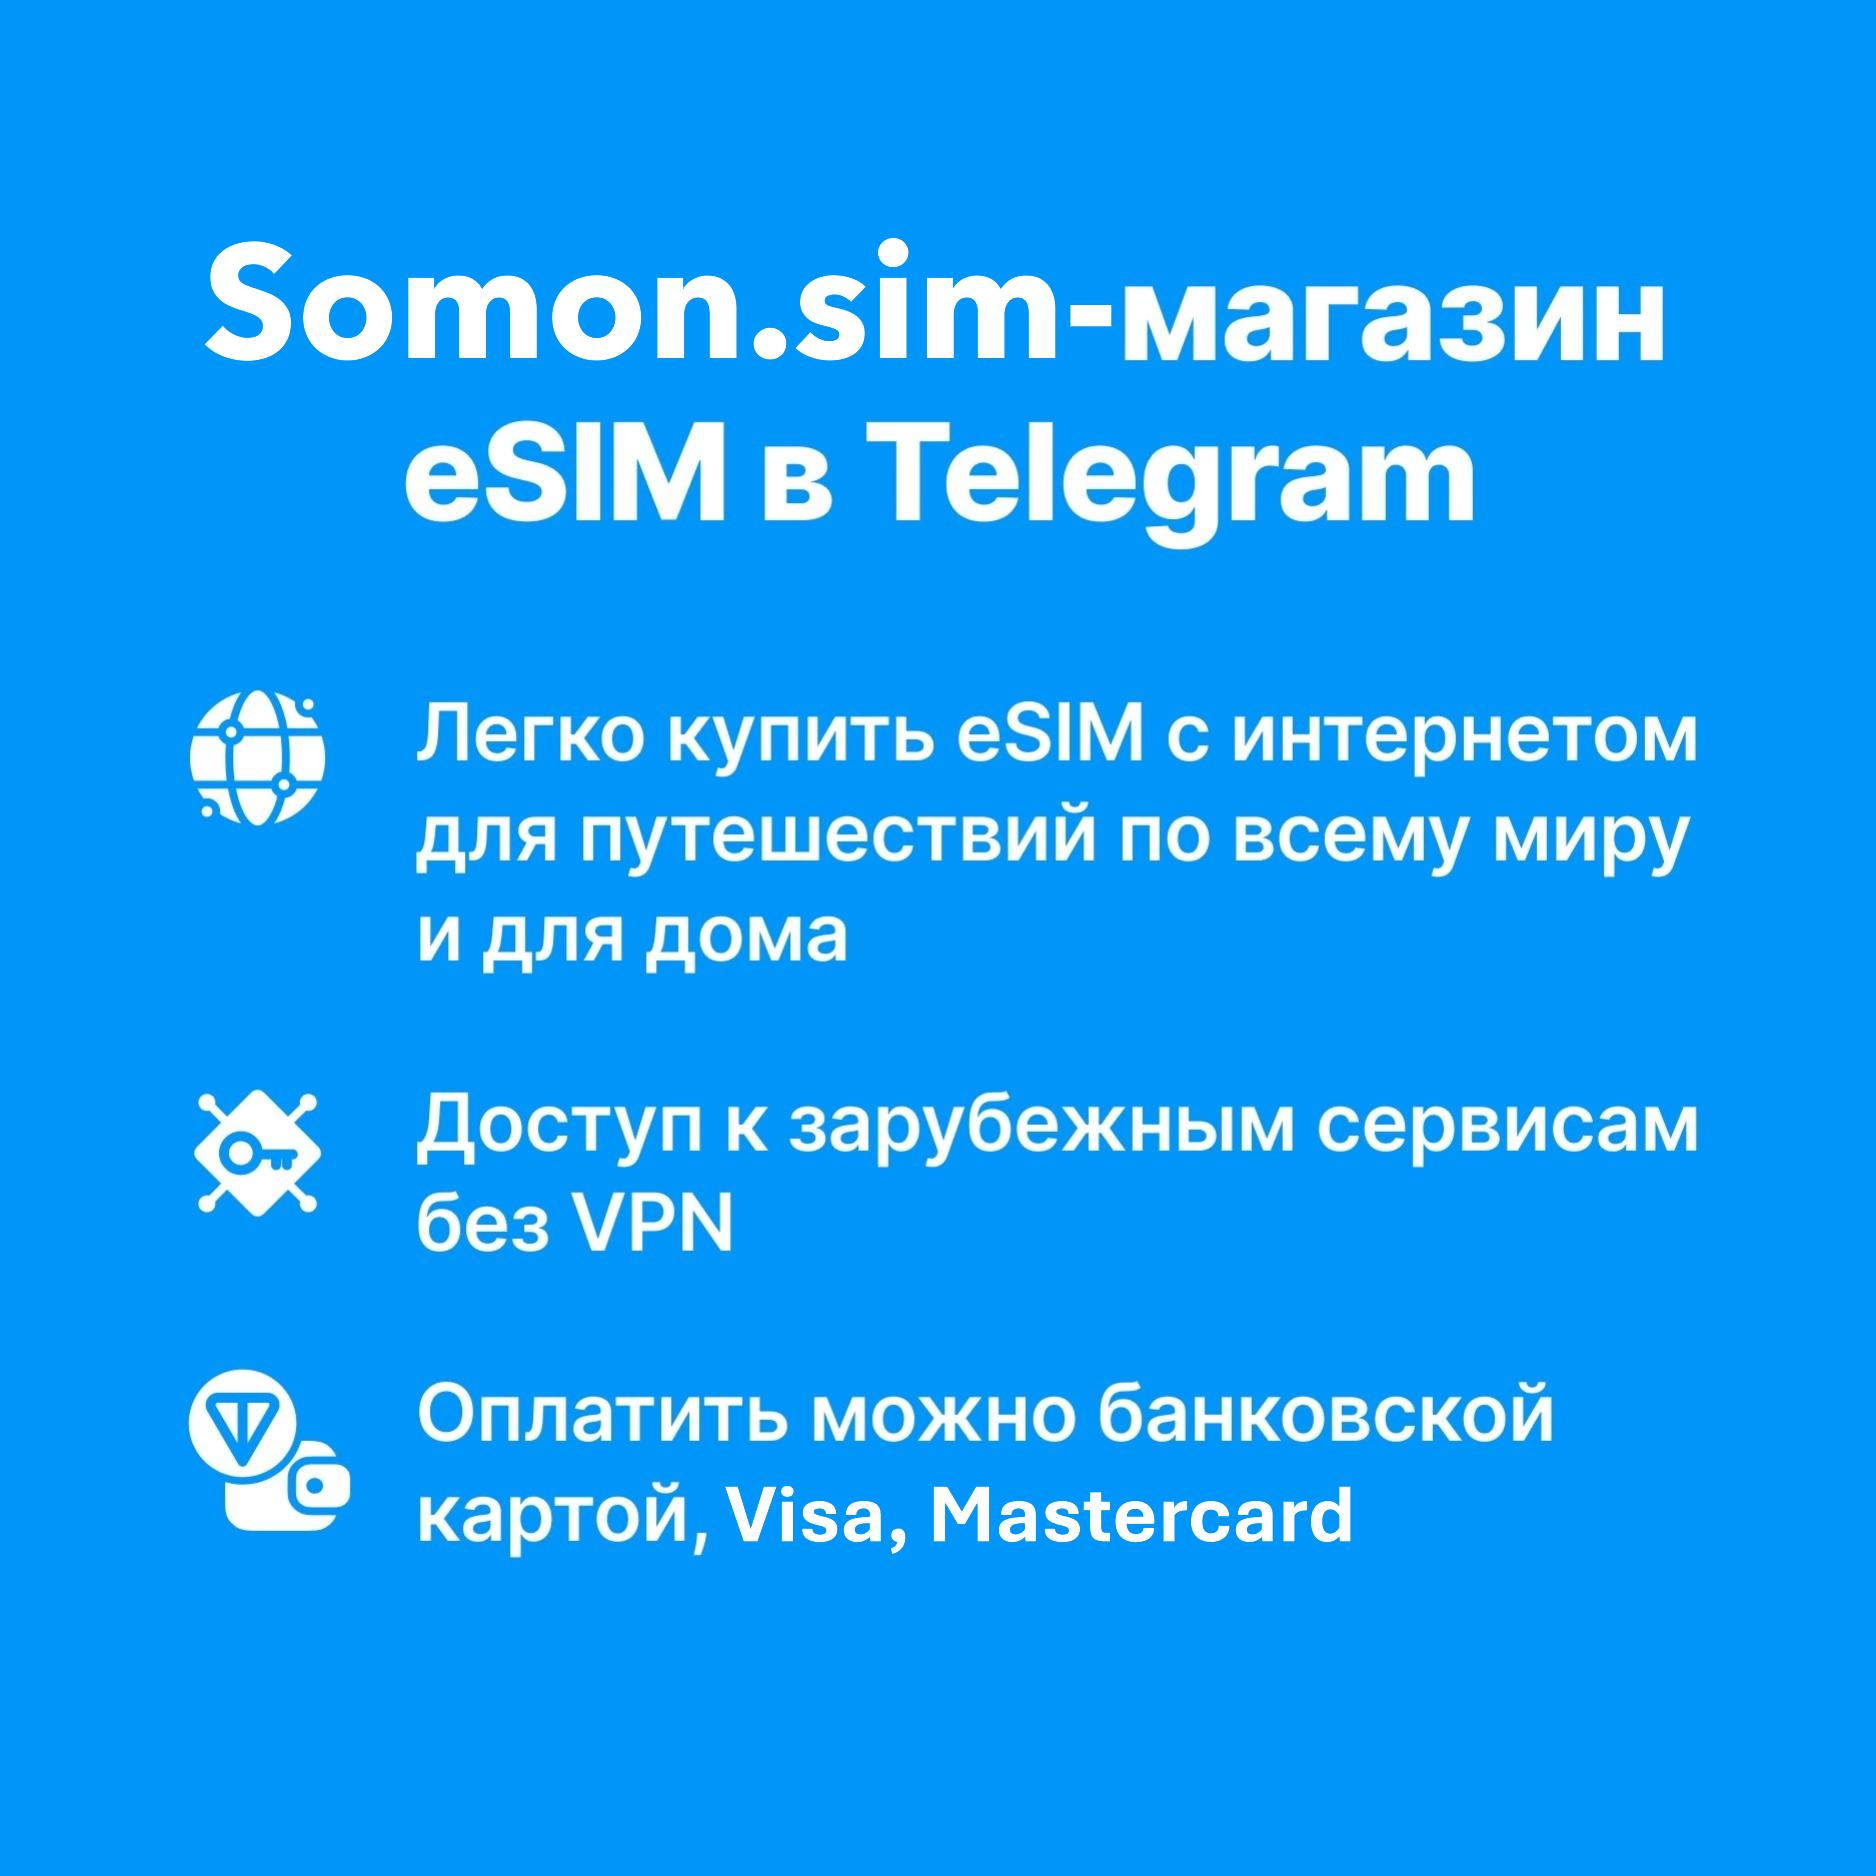 Somon.sim-магазин
eSIM в Telegram
Легко купить eSIM с интернетом
для путешествий по всему миру
и для дома
Доступ к зарубежным сервисам
без VPN
Оплатить можно банковской
картой, Visa, Mastercard